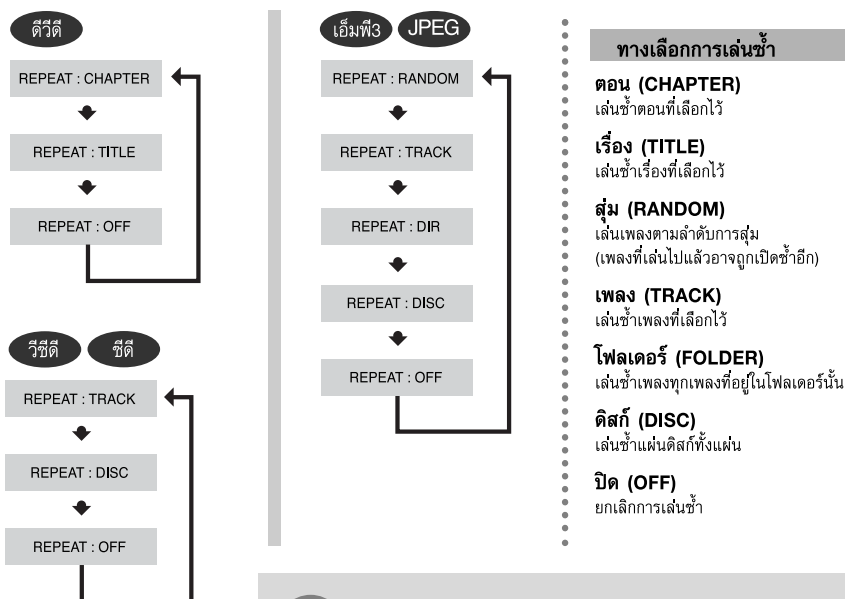 ดีวีดี
REPEAT : CHAPTER
REPEAT : TITLE
REPEAT : OFF
วีซีดี ซีดี
REPEAT : TRACK
REPEAT : DISC
REPEAT : OFF
เอ็มพี3 JPEG
REPEAT : RANDOM
REPEAT : TRACK
REPEAT : DIR
REPEAT : DISC
REPEAT : OFF
ทางเลือกการเล่นซ้ำ
ตอน (CHAPTER)
เล่นซ้ำตอนที่เลือกไว้
เรื่อง (TITLE)
เล่นซ้ำเรื่องที่เลือกไว้
สุ่ม (RANDOM)
เล่นเพลงตามลำดับการสุ่ม
(เพลงที่เล่นไปแล้วอาจถูกเปิดซ้ำอีก)
เพลง (TRACK)
เล่นซ้ำเพลงที่เลือกไว้
โฟลเดอร์ (FOLDER)
เล่นซ้ำเพลงทุกเพลงที่อยู่ในโฟลเดอร์นั้น
ดิสก์ (DISC)
เล่นซ้ำแผ่นดิสก์ทั้งแผ่น
ปิด (OFF)
ยกเลิกการเล่นซ้ำ